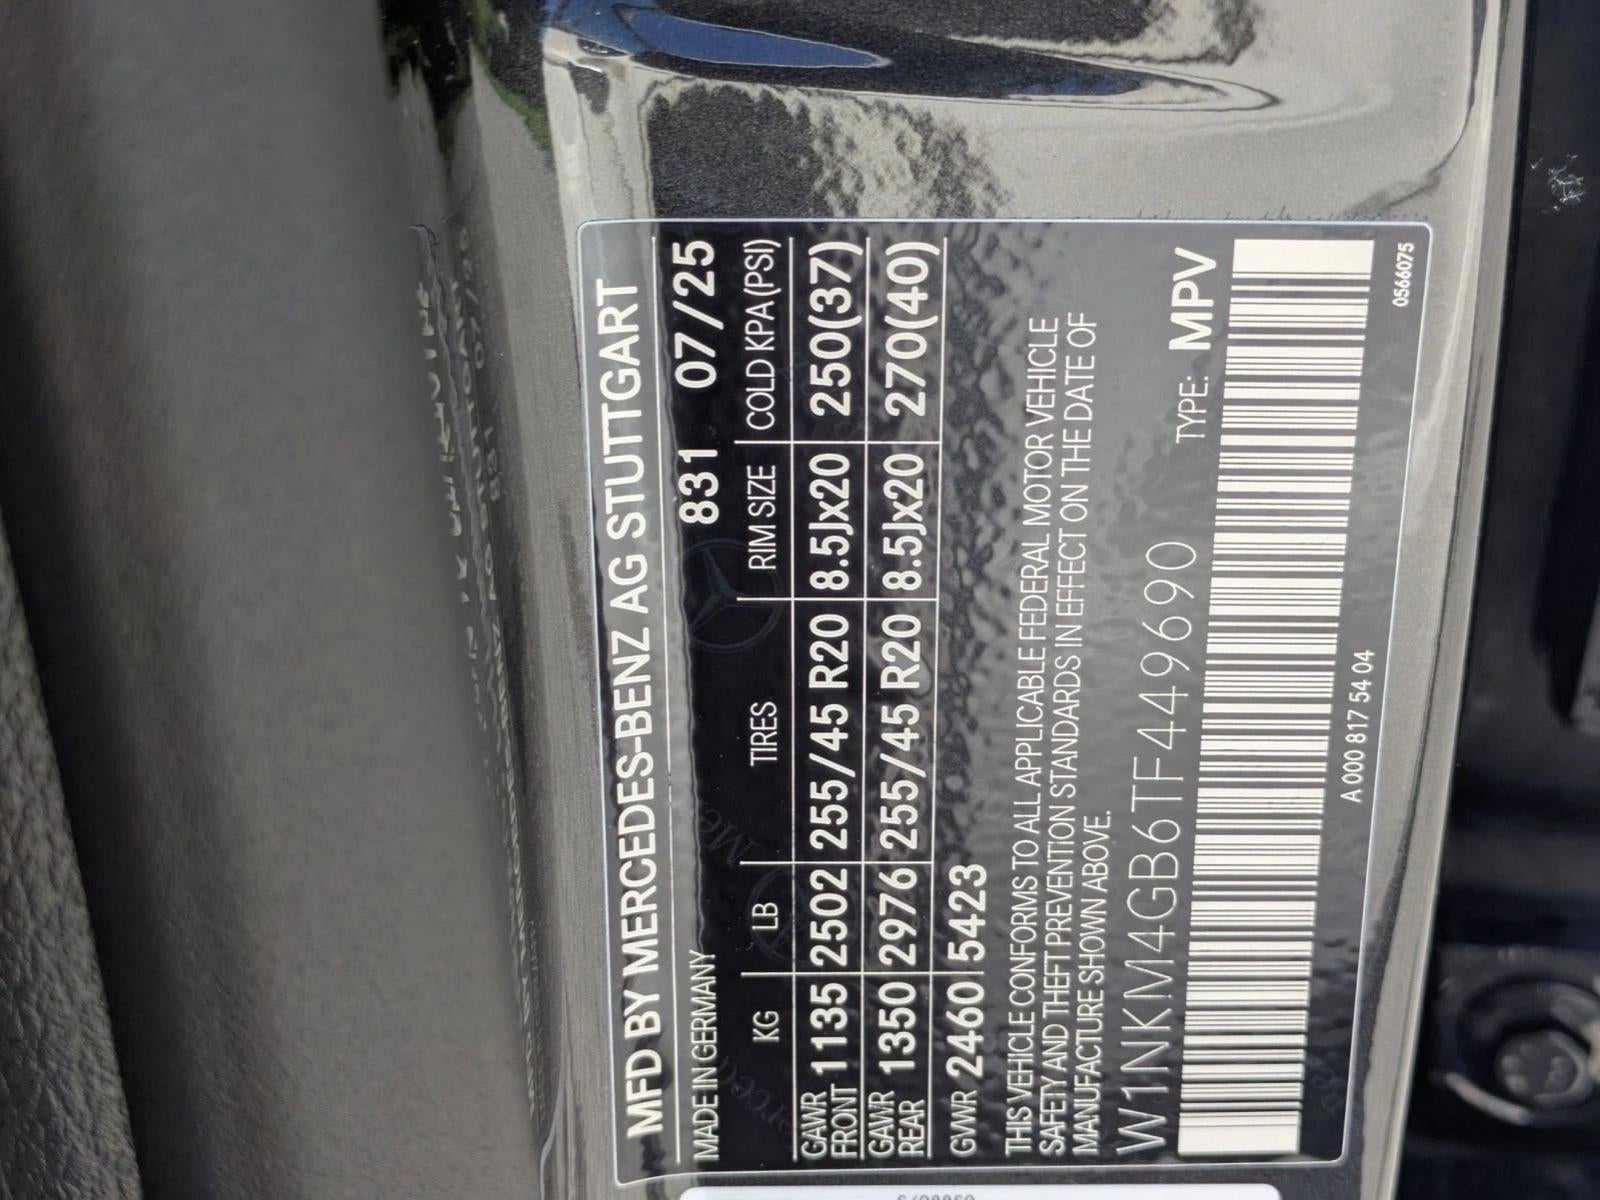 MFD BY MERCEDES-BENZ AG STUTTGART
MADE IN GERMANY 831 07/25
KG LB TIRES RIM SIZE COLD KPA(PSI)
GAWR FRONT 1135 2502 255/45 R20 8.5Jx20 250(37)
GAWR REAR 1350 2976 255/45 R20 8.5Jx20 270(40)
GVWR 2460 5423
THIS VEHICLE CONFORMS TO ALL APPLICABLE FEDERAL MOTOR VEHICLE
SAFETY AND THEFT PREVENTION STANDARDS IN EFFECT ON THE DATE OF
MANUFACTURE SHOWN ABOVE.
W1NKM4GB6TF449690 TYPE: MPV
A 000 817 54 04 0566075